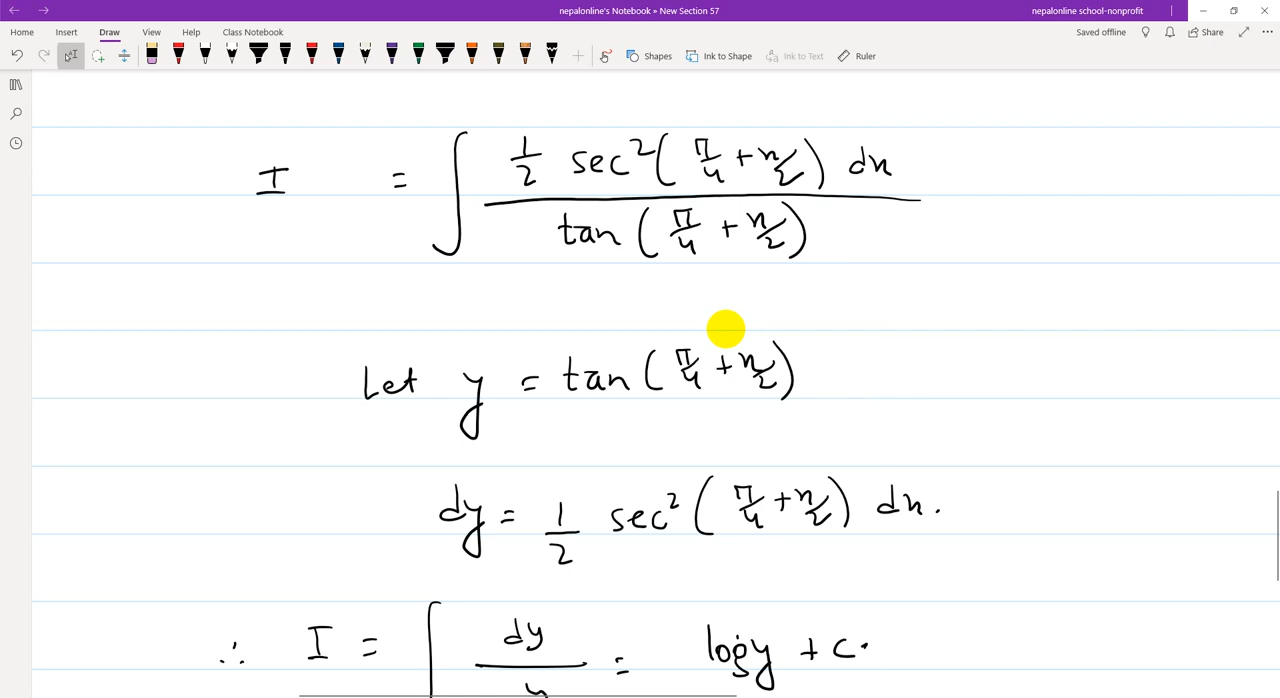 nepalonline's Notebook » New Section 57
nepalonline school-nonprofit
Home Insert Draw View Help Class Notebook
Saved offline Share
Shapes Ink to Shape Ink to Text Ruler
I = ∫ 1/2 sec²(π/4 + x/2) dx
tan (π/4 + x/2)
Let y = tan (π/4 + x/2)
dy = 1/2 sec² (π/4 + x/2) dx.
∴ I = ∫ dy/y = log y + c.